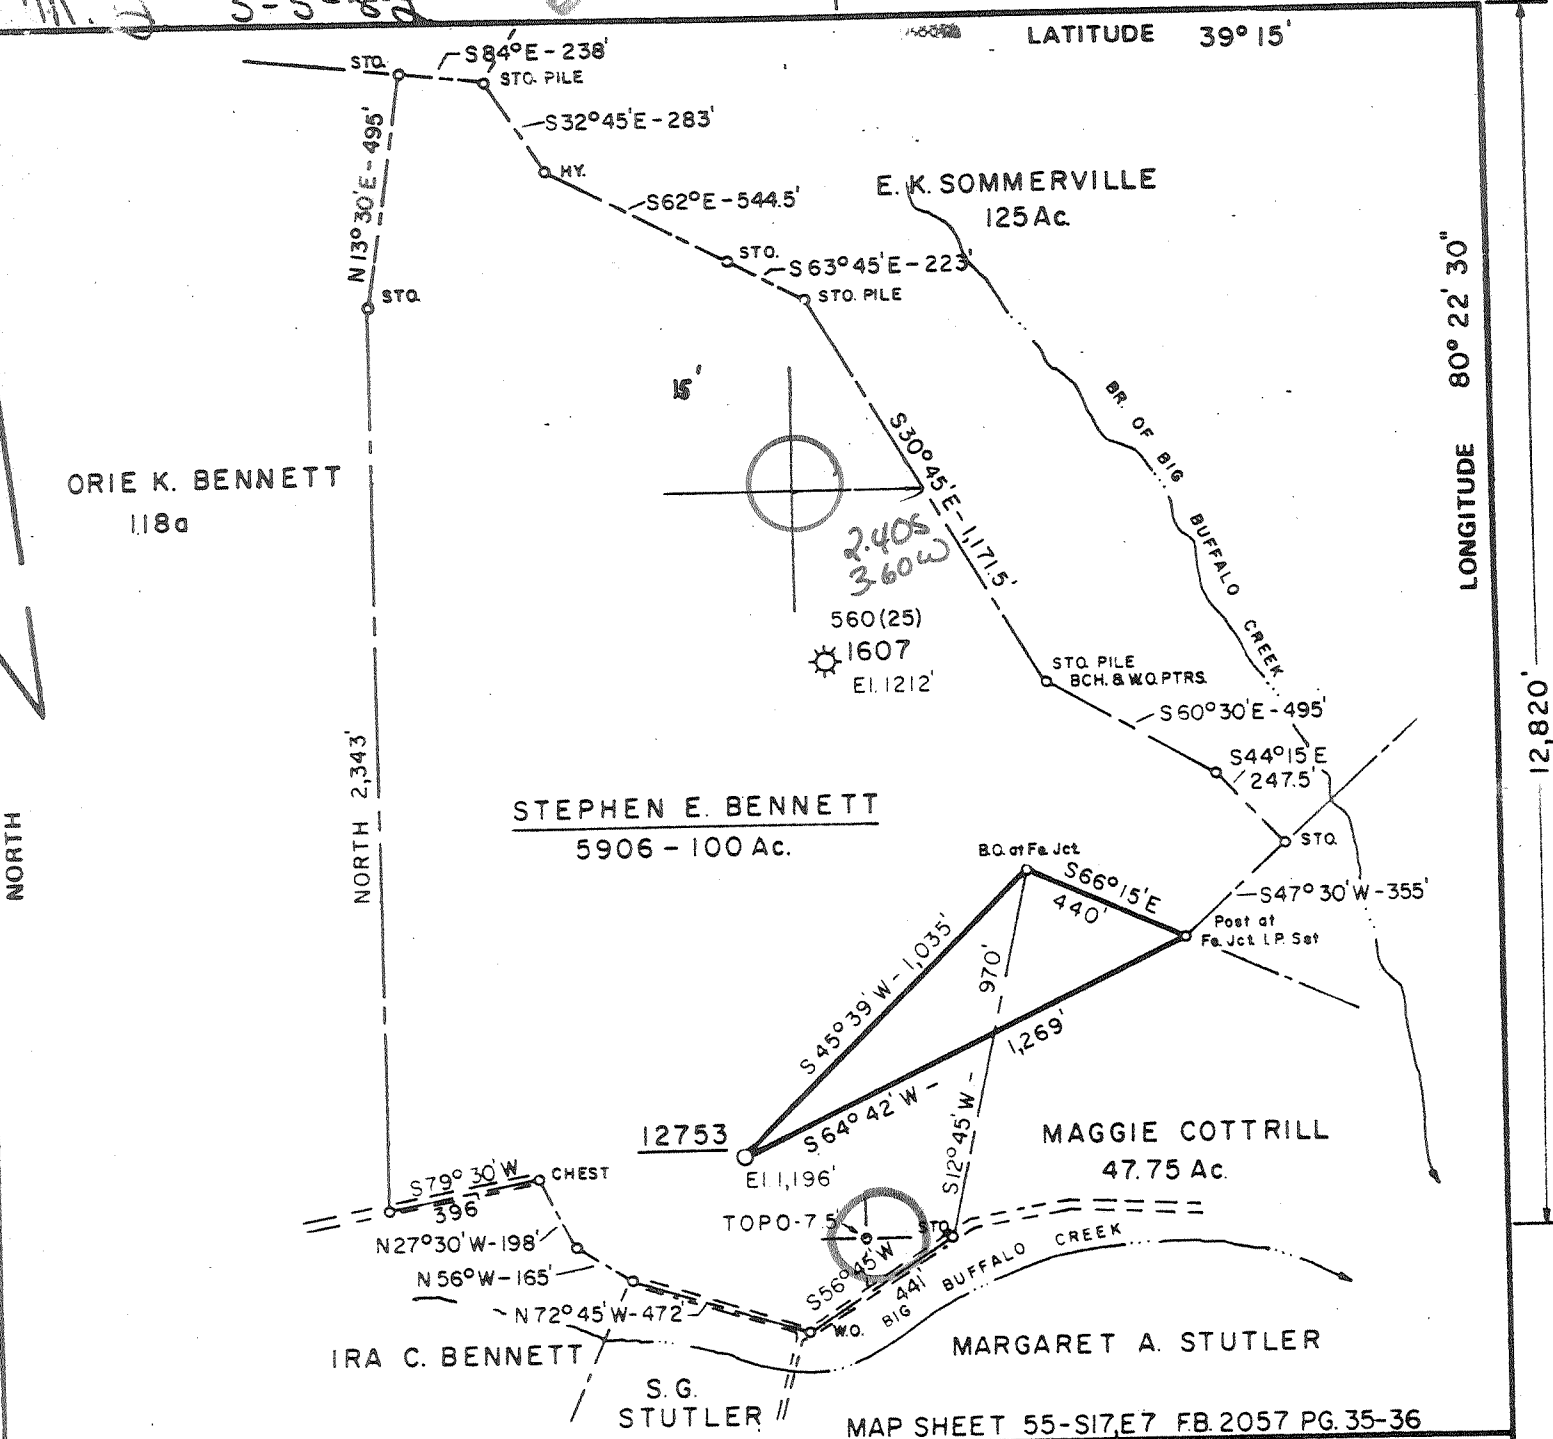 5-5-82
LATITUDE 39° 15'
STO.
S84°E-238'
STO. PILE
S32°45'E-283'
N13°30'E-495'
HY.
E. K. SOMMERVILLE
125 Ac.
S62°E-544.5'
STO.
S63°45'E-223'
STO. PILE
STO.
LONGITUDE 80° 22' 30"
15'
BR. OF BIG BUFFALO CREEK
S30°45'E-1,171.5'
ORIE K. BENNETT
118a
2.40S
3.60W
560(25)
1607
El. 1212'
STO. PILE
BCH. & W.O. PTRS.
S60°30'E-495'
12,820'
S44°15'E
247.5'
NORTH 2,343'
NORTH
STEPHEN E. BENNETT
5906-100 Ac.
STO.
B.O. at Fe. Jct.
S66°15'E
440'
S47°30'W-355'
Post at
Fe. Jct. I.P. Set
S45°39'W-1,035'
970'
1,269'
S64°42'W-
S12°45'W-
12753
El. 1,196'
MAGGIE COTTRILL
47.75 Ac.
S79°30'W
396'
CHEST
TOPO-7.5'
STO.
N27°30'W-198'
N56°W-165'
N72°45'W-472'
S56°45'W
441'
BIG BUFFALO CREEK
W.O.
IRA C. BENNETT
MARGARET A. STUTLER
S. G.
STUTLER
MAP SHEET 55-S17,E7 F.B. 2057 PG. 35-36